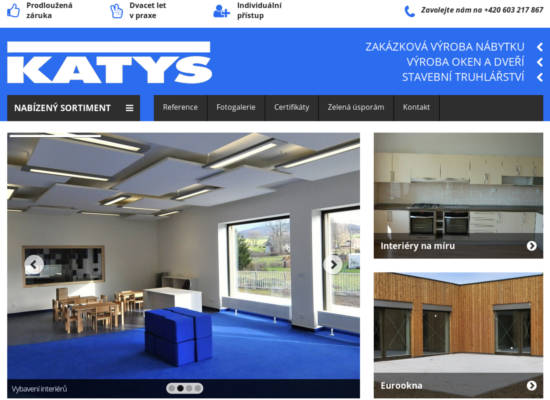 Prodloužená
záruka
Dvacet let
v praxe
Individuální
přístup
Zavolejte nám na +420 603 217 867
KATYS
ZAKÁZKOVÁ VÝROBA NÁBYTKU
VÝROBA OKEN A DVEŘÍ
STAVEBNÍ TRUHLÁŘSTVÍ
NABÍZENÝ SORTIMENT
Reference
Fotogalerie
Certifikáty
Zelená úsporám
Kontakt
Interiéry na míru
Vybavení interiérů
Eurookna